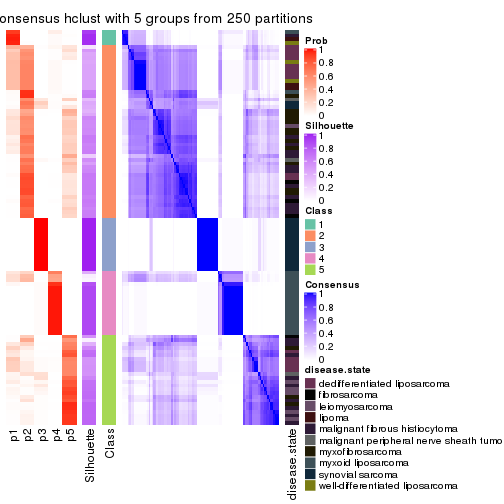 onsensus hclust with 5 groups from 250 partitions
Prob
1
0.8
0.6
0.4
0.2
0
Silhouette
1
0.8
0.6
0.4
0.2
0
Class
1
2
3
4
5
Consensus
1
0.8
0.6
0.4
0.2
0
disease.state
dedifferentiated liposarcoma
fibrosarcoma
leiomyosarcoma
lipoma
malignant fibrous histiocytoma
malignant peripheral nerve sheath tumo
myxofibrosarcoma
myxoid liposarcoma
synovial sarcoma
well-differentiated liposarcoma
p1
p2
p3
p4
p5
Silhouette
Class
disease.state